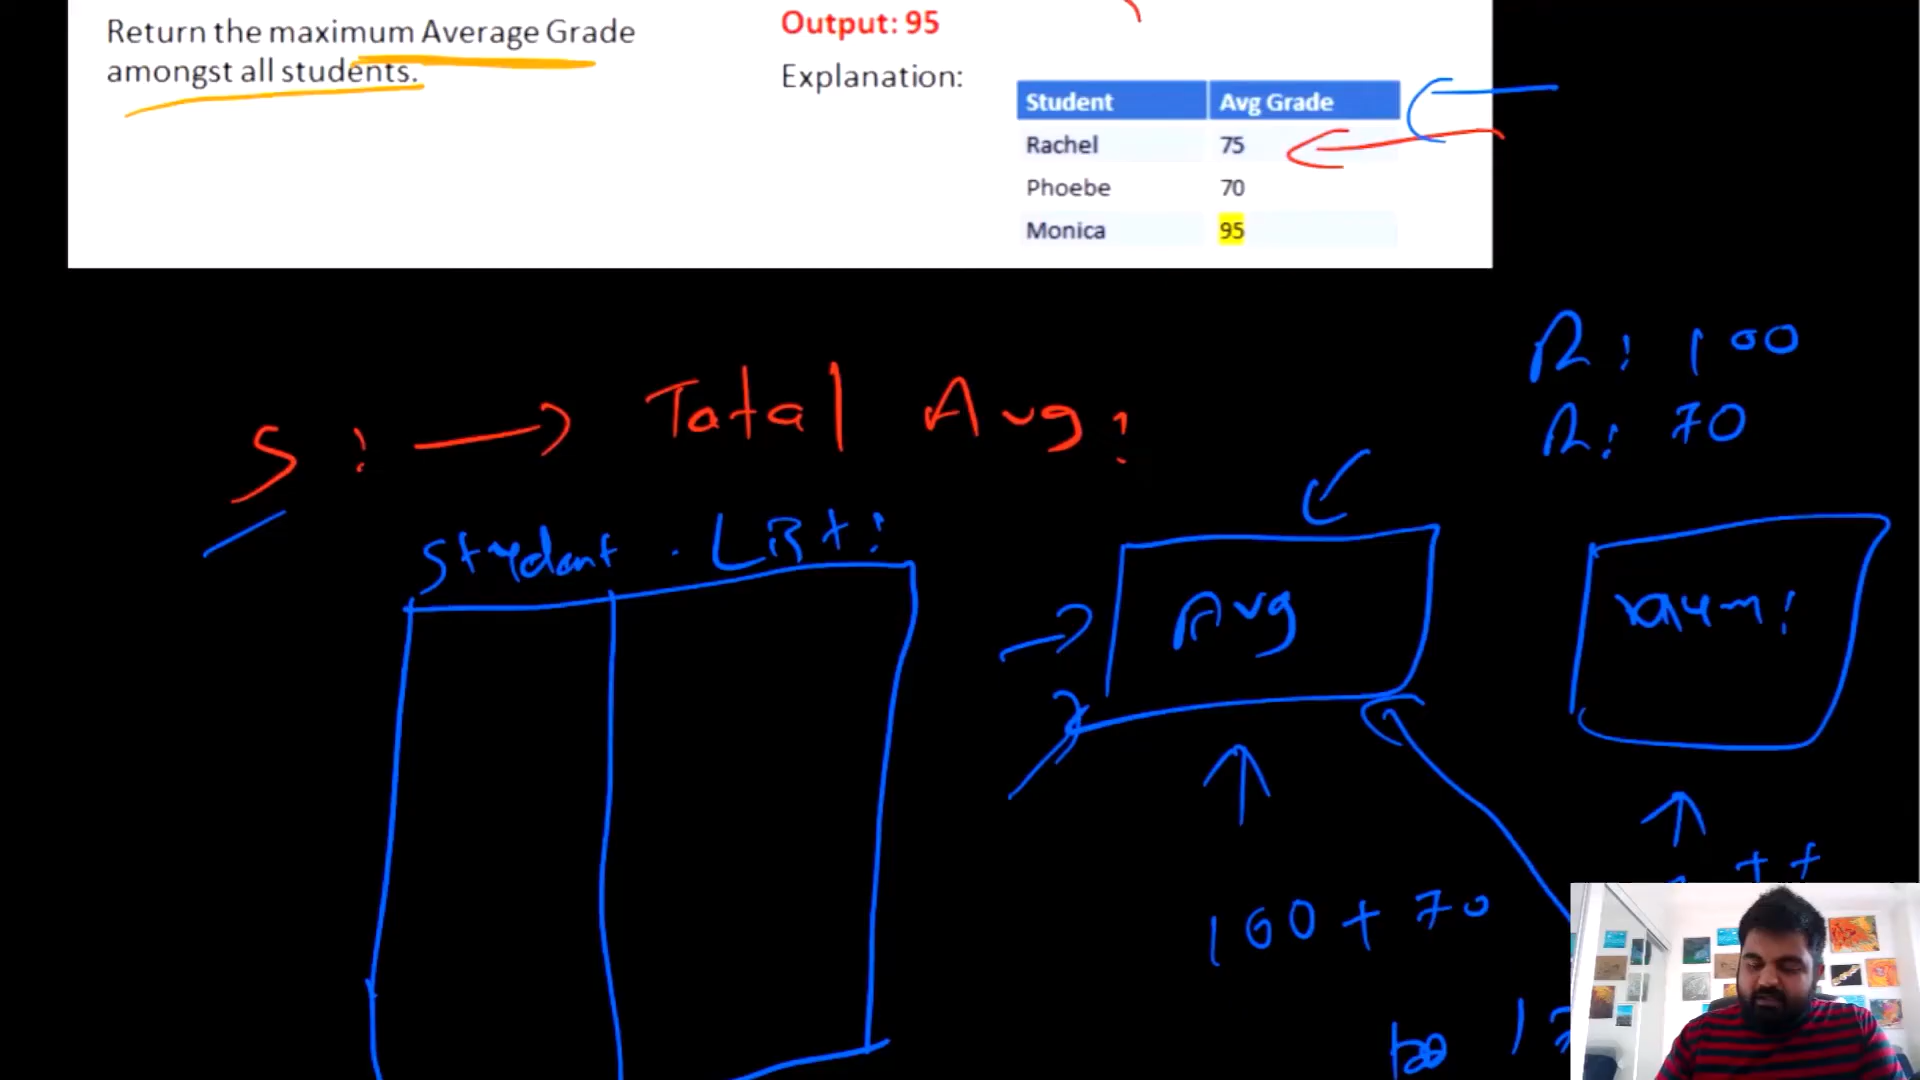 Return the maximum Average Grade
amongst all students.
Output: 95
Explanation:
Student Avg Grade
Rachel 75
Phoebe 70
Monica 95
R: 100
R: 70
S: → Total Avg:
Student List:
Avg
100 + 70